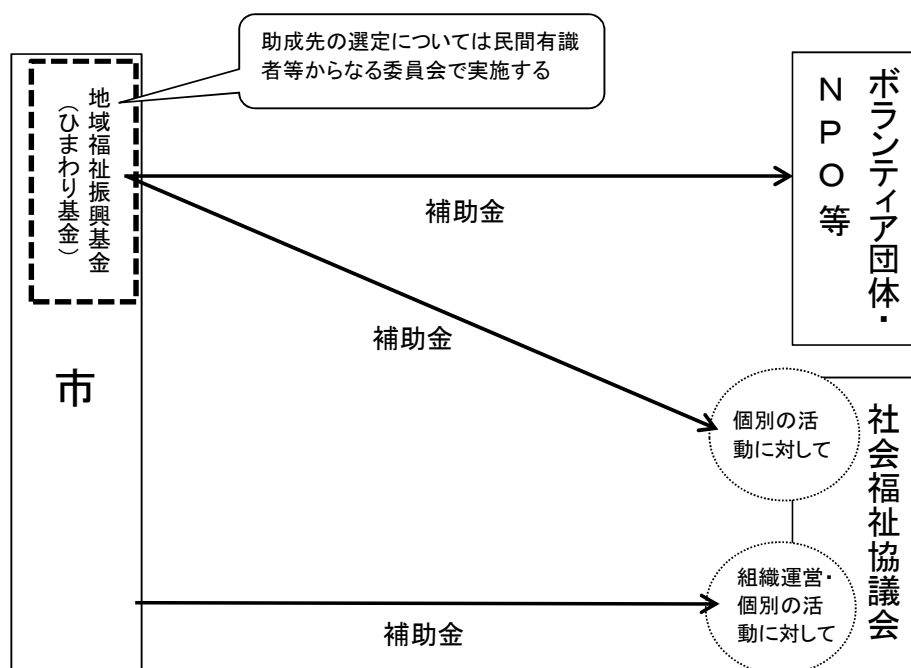 助成先の選定については民間有識
者等からなる委員会で実施する
地域福祉振興基金
（ひまわり基金）
補助金
ボランティア団体・
ＮＰＯ等
補助金
市
個別の活
動に対して
社会福祉協議会
組織運営・
個別の活
動に対して
補助金